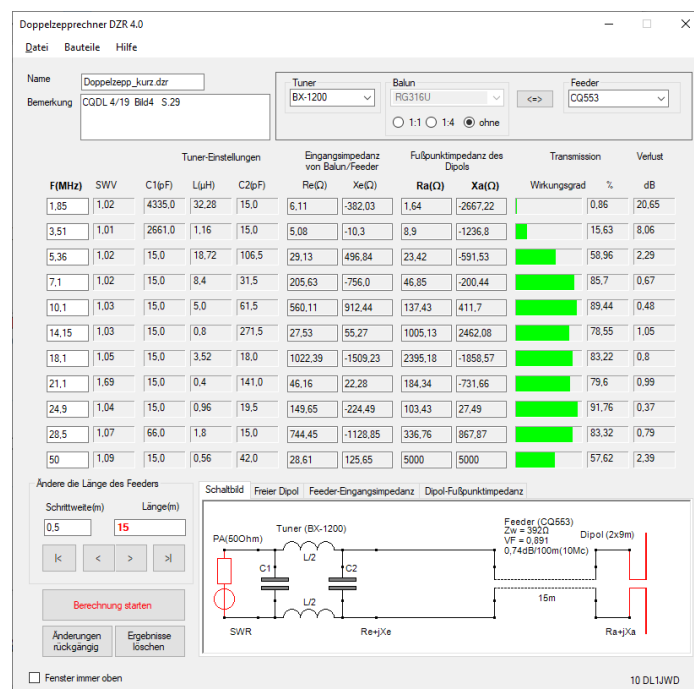 Doppelzepprechner DZR 4.0
Datei Bauteile Hilfe
Name Doppelzepp_kurz.dzr
Bemerkung CQDL 4/19 Bild4 S.29
Tuner Balun Feeder
BX-1200 RG316U <=> CQ553
1:1 1:4 ohne
Tuner-Einstellungen Eingangsimpedanz von Balun/Feeder Fußpunktimpedanz des Dipols Transmission Verlust
F(MHz) SWV C1(pF) L(µH) C2(pF) Re(Ω) Xe(Ω) Ra(Ω) Xa(Ω) Wirkungsgrad % dB
1,85 1,02 4335,0 32,28 15,0 6,11 -382,03 1,64 -2667,22 0,86 20,65
3,51 1,01 2661,0 1,16 15,0 5,08 -10,3 8,9 -1236,8 15,63 8,06
5,36 1,02 15,0 18,72 106,5 29,13 496,84 23,42 -591,53 58,96 2,29
7,1 1,02 15,0 8,4 31,5 205,63 -756,0 46,85 -200,44 85,7 0,67
10,1 1,03 15,0 5,0 61,5 560,11 912,44 137,43 411,7 89,44 0,48
14,15 1,03 15,0 0,8 271,5 27,53 55,27 1005,13 2462,08 78,55 1,05
18,1 1,05 15,0 3,52 18,0 1022,39 -1509,23 2395,18 -1858,57 83,22 0,8
21,1 1,69 15,0 0,4 141,0 46,16 22,28 184,34 -731,66 79,6 0,99
24,9 1,04 15,0 0,96 19,5 149,65 -224,49 103,43 27,49 91,76 0,37
28,5 1,07 66,0 1,8 15,0 744,45 -1128,85 336,76 867,87 83,32 0,79
50 1,09 15,0 0,56 42,0 28,61 125,65 5000 5000 57,62 2,39
Ändere die Länge des Feeders
Schrittweite(m) Länge(m)
0,5 15
|< < > >|
Berechnung starten
Änderungen rückgängig Ergebnisse löschen
Schaltbild Freier Dipol Feeder-Eingangsimpedanz Dipol-Fußpunktimpedanz
Feeder (CQ553)
Zw = 392Ω
VF = 0,891
0,74dB/100m(10Mc)
Tuner (BX-1200)
Dipol (2x9m)
PA(50Ohm)
L/2
C1 C2
L/2
15m
SWR Re+jXe Ra+jXa
Fenster immer oben
10 DL1JWD